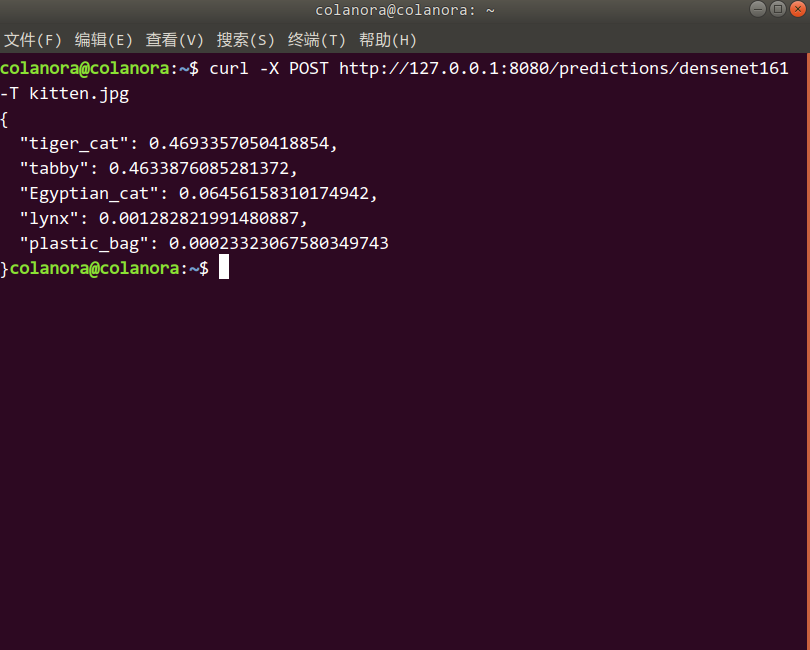 colanora@colanora: ~
文件(F) 编辑(E) 查看(V) 搜索(S) 终端(T) 帮助(H)
colanora@colanora:~$ curl -X POST http://127.0.0.1:8080/predictions/densenet161
-T kitten.jpg
{
  "tiger_cat": 0.4693357050418854,
  "tabby": 0.4633876085281372,
  "Egyptian_cat": 0.06456158310174942,
  "lynx": 0.001282821991480887,
  "plastic_bag": 0.00023323067580349743
}colanora@colanora:~$